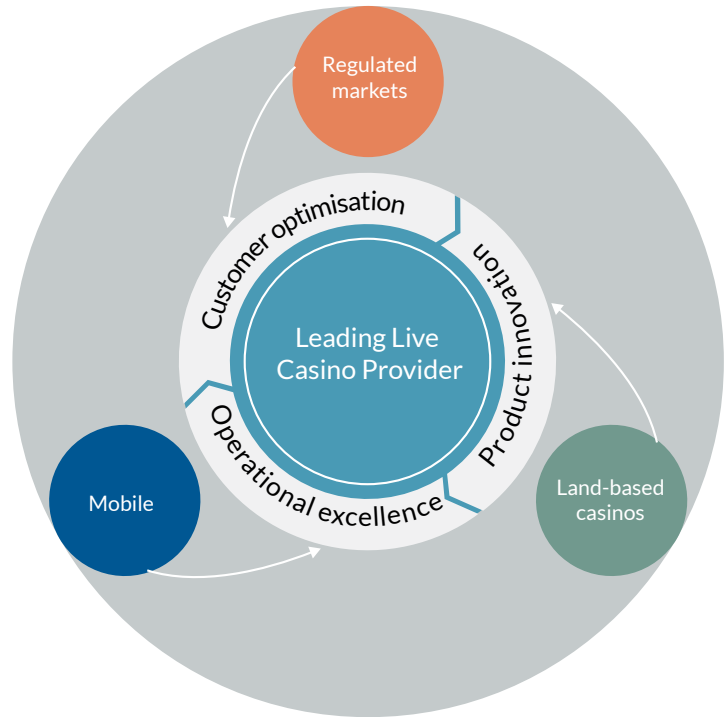 Regulated
markets
Customer optimisation
Product innovation
Leading Live
Casino Provider
Operational excellence
Mobile
Land-based
casinos